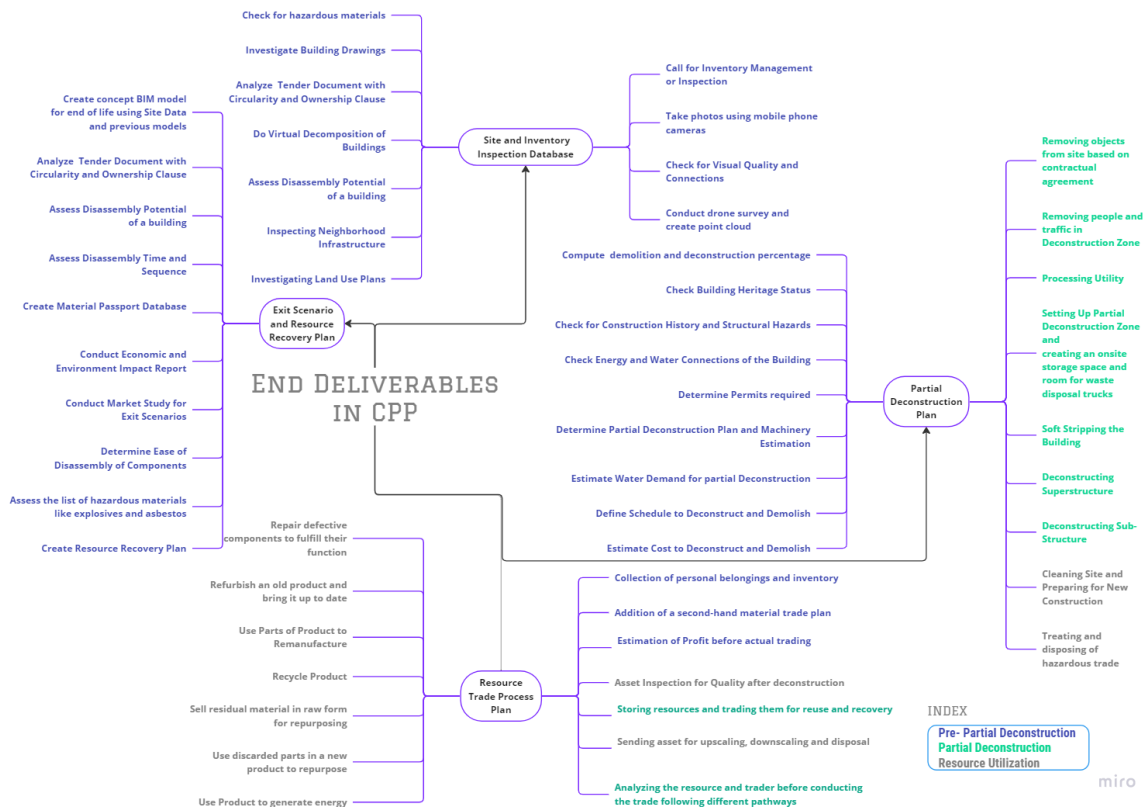 Check for hazardous materials
Investigate Building Drawings
Analyze  Tender Document with
Circularity and Ownership Clause
Do Virtual Decomposition of
Buildings
Assess Disassembly Potential
of a building
Inspecting Neighborhood
Infrastructure
Investigating Land Use Plans
Site and Inventory
Inspection Database
Call for Inventory Management
or Inspection
Take photos using mobile phone
cameras
Check for Visual Quality and
Connections
Conduct drone survey and
create point cloud
Create concept BIM model
for end of life using Site Data
and previous models
Analyze  Tender Document with
Circularity and Ownership Clause
Assess Disassembly Potential
of a building
Assess Disassembly Time and
Sequence
Create Material Passport Database
Conduct Economic and
Environment Impact Report
Conduct Market Study for
Exit Scenarios
Determine Ease of
Disassembly of Components
Assess the list of hazardous materials
like explosives and asbestos
Create Resource Recovery Plan
Exit Scenario
and Resource
Recovery Plan
END DELIVERABLES
IN CPP
Compute  demolition and deconstruction percentage
Check Building Heritage Status
Check for Construction History and Structural Hazards
Check Energy and Water Connections of the Building
Determine Permits required
Determine Partial Deconstruction Plan and Machinery
Estimation
Estimate Water Demand for partial Deconstruction
Define Schedule to Deconstruct and Demolish
Estimate Cost to Deconstruct and Demolish
Partial
Deconstruction
Plan
Removing objects
from site based on
contractual
agreement
Removing people and
traffic in
Deconstruction Zone
Processing Utility
Setting Up Partial
Deconstruction Zone
and
creating an onsite
storage space and
room for waste
disposal trucks
Soft Stripping the
Building
Deconstructing
Superstructure
Deconstructing Sub-
Structure
Cleaning Site and
Preparing for New
Construction
Treating and
disposing of
hazardous trade
Repair defective
components to fulfill their
function
Refurbish an old product and
bring it up to date
Use Parts of Product to
Remanufacture
Recycle Product
Sell residual material in raw form
for repurposing
Use discarded parts in a new
product to repurpose
Use Product to generate energy
Resource
Trade Process
Plan
Collection of personal belongings and inventory
Addition of a second-hand material trade plan
Estimation of Profit before actual trading
Asset Inspection for Quality after deconstruction
Storing resources and trading them for reuse and recovery
Sending asset for upscaling, downscaling and disposal
Analyzing the resource and trader before conducting
the trade following different pathways
INDEX
Pre- Partial Deconstruction
Partial Deconstruction
Resource Utilization
miro